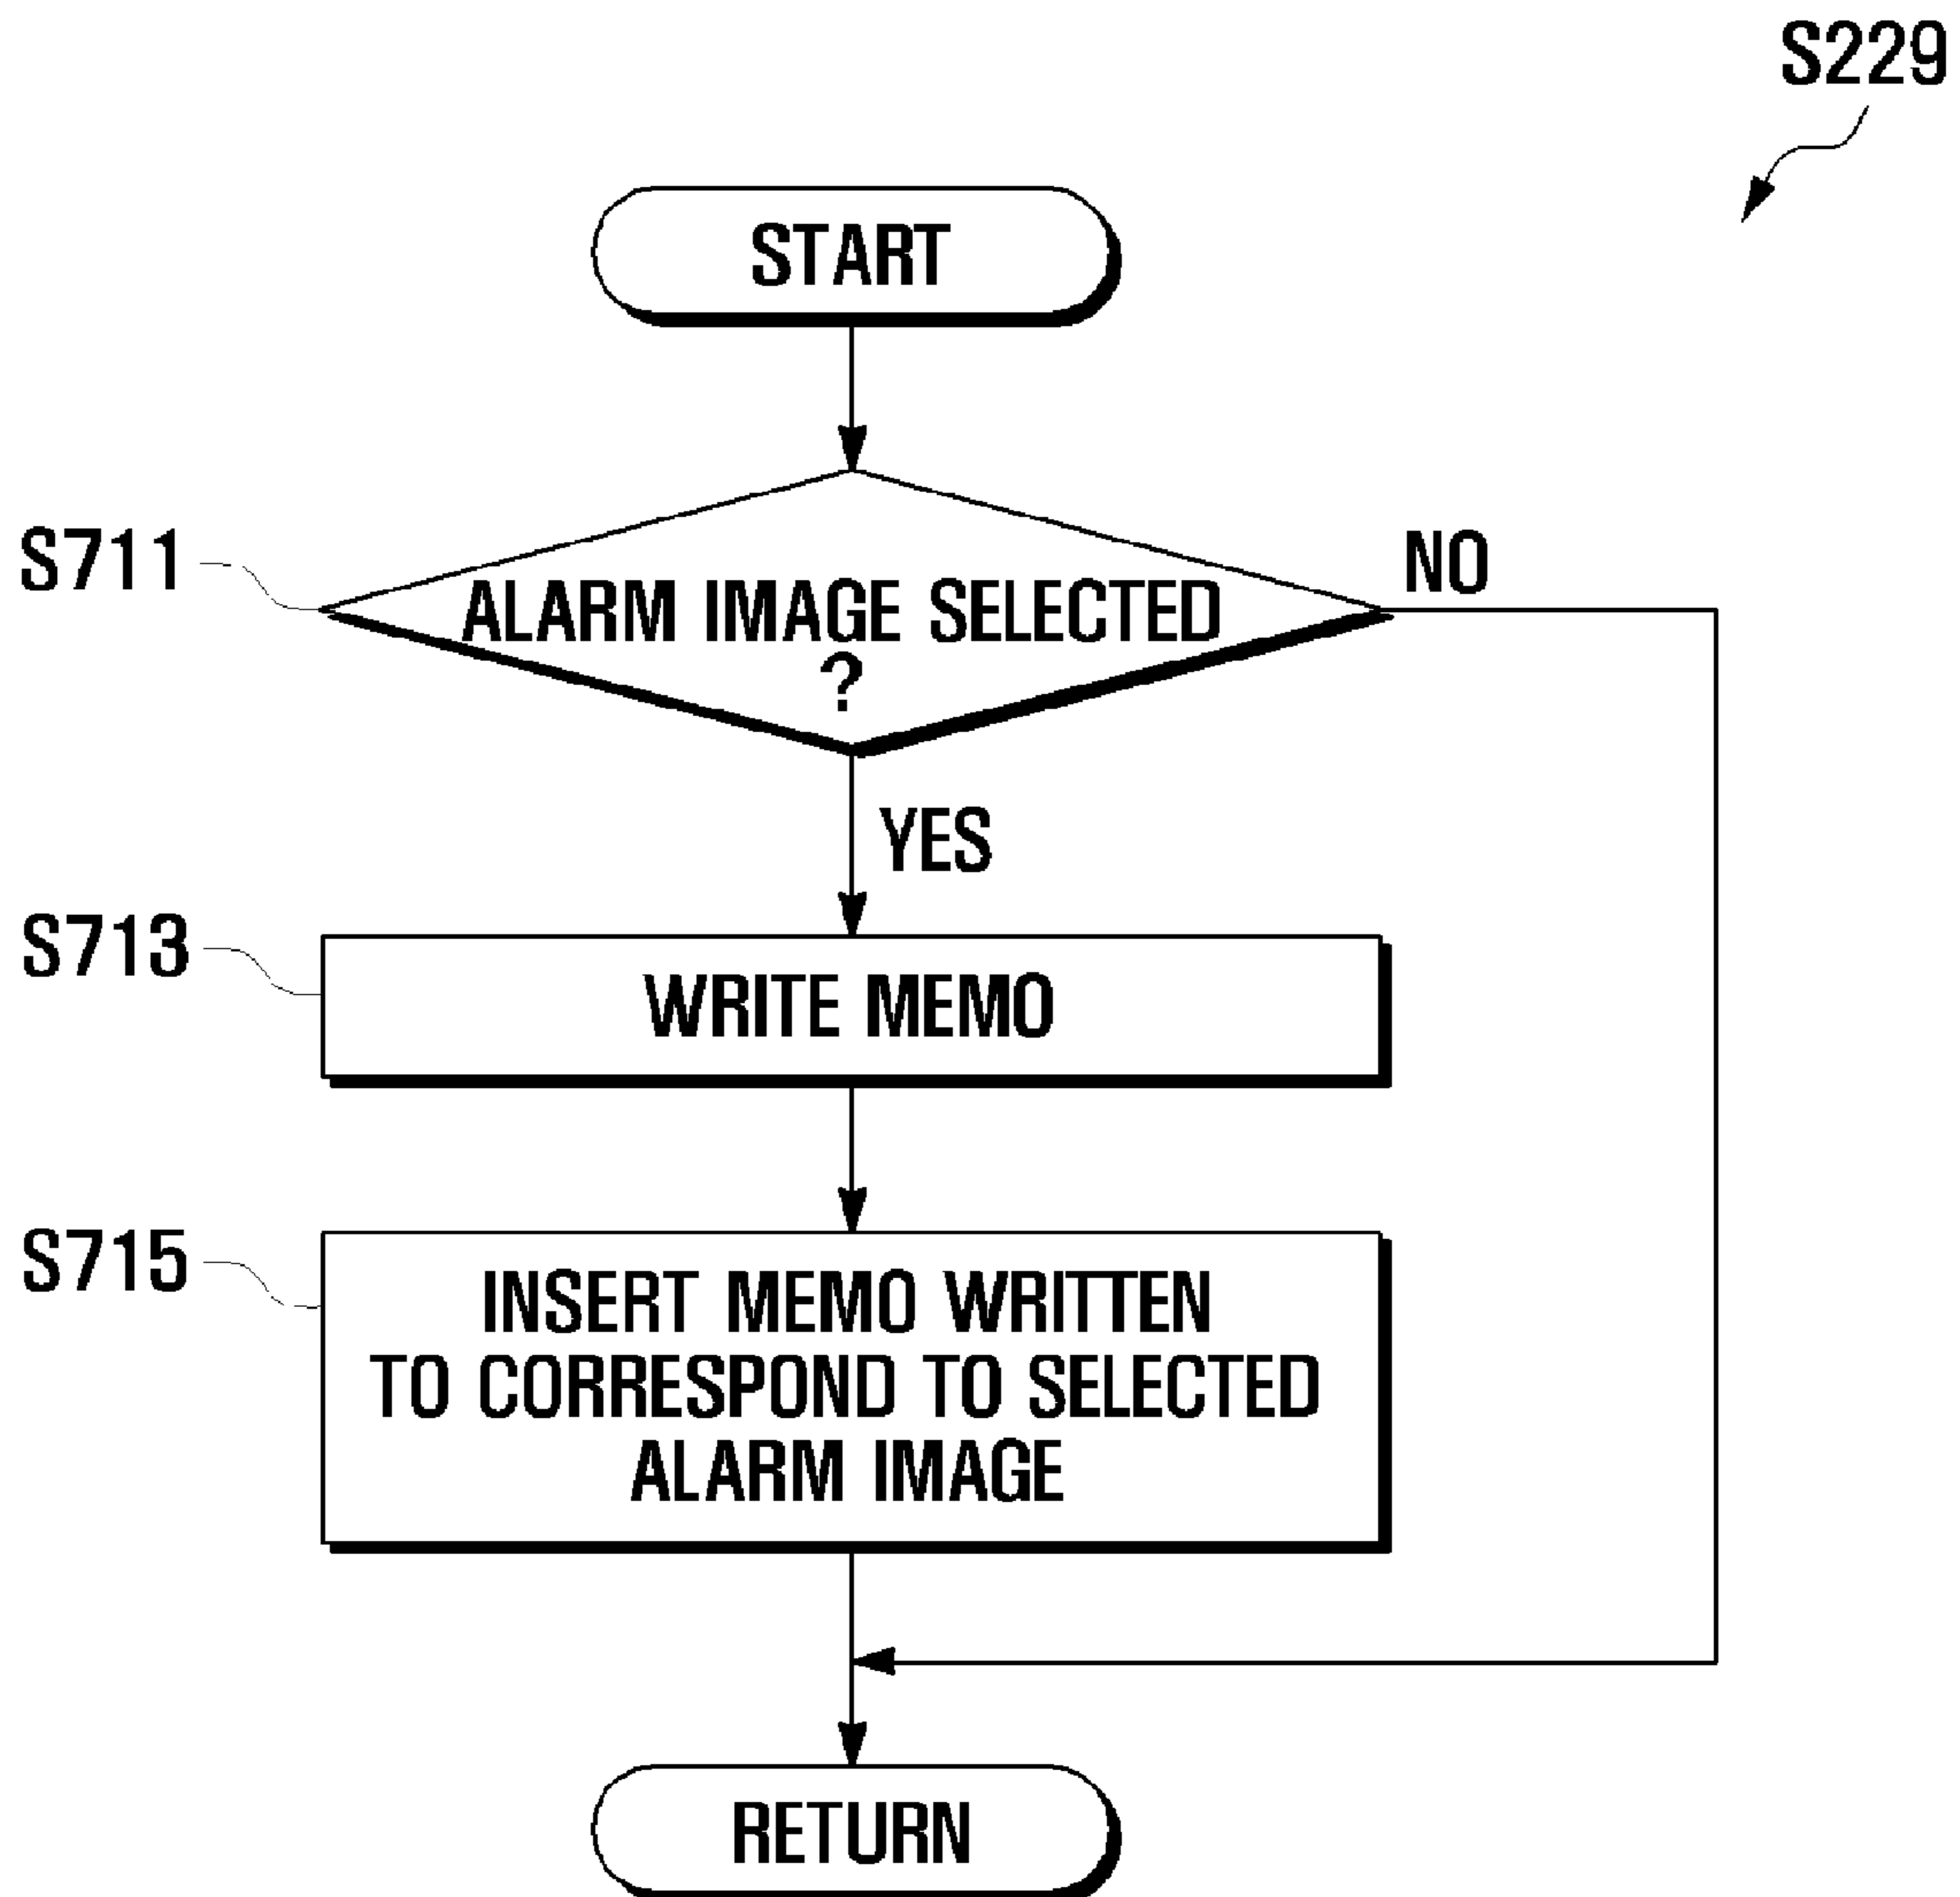 S229
START
S711
NO
ALARM IMAGE SELECTED
?
YES
S713
WRITE MEMO
S715
INSERT MEMO WRITTEN
TO CORRESPOND TO SELECTED
ALARM IMAGE
RETURN